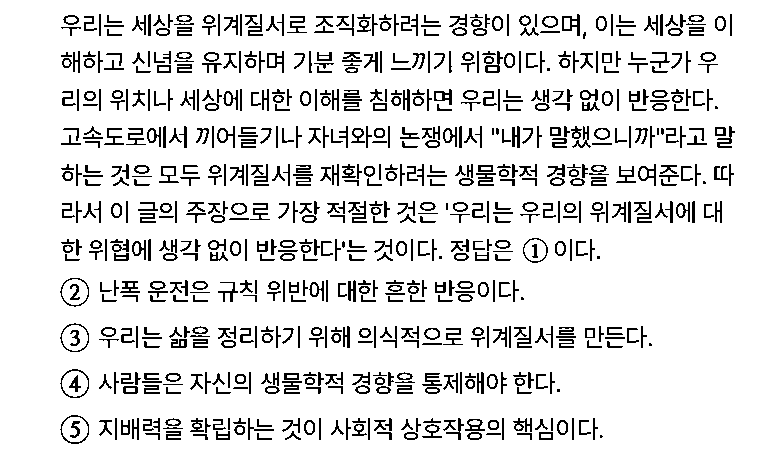 우리는 세상을 위계질서로 조직화하려는 경향이 있으며, 이는 세상을 이
해하고 신념을 유지하며 기분 좋게 느끼기 위함이다. 하지만 누군가 우
리의 위치나 세상에 대한 이해를 침해하면 우리는 생각 없이 반응한다.
고속도로에서 끼어들기나 자녀와의 논쟁에서 "내가 말했으니까"라고 말
하는 것은 모두 위계질서를 재확인하려는 생물학적 경향을 보여준다. 따
라서 이 글의 주장으로 가장 적절한 것은 '우리는 우리의 위계질서에 대
한 위협에 생각 없이 반응한다'는 것이다. 정답은 ①이다.
② 난폭 운전은 규칙 위반에 대한 흔한 반응이다.
③ 우리는 삶을 정리하기 위해 의식적으로 위계질서를 만든다.
④ 사람들은 자신의 생물학적 경향을 통제해야 한다.
⑤ 지배력을 확립하는 것이 사회적 상호작용의 핵심이다.